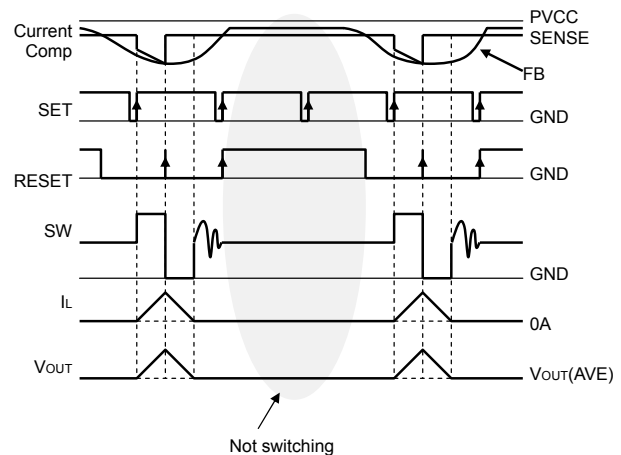 PVCC
Current
Comp
SENSE
FB
SET
GND
RESET
GND
SW
GND
IL
0A
VOUT
VOUT(AVE)
Not switching